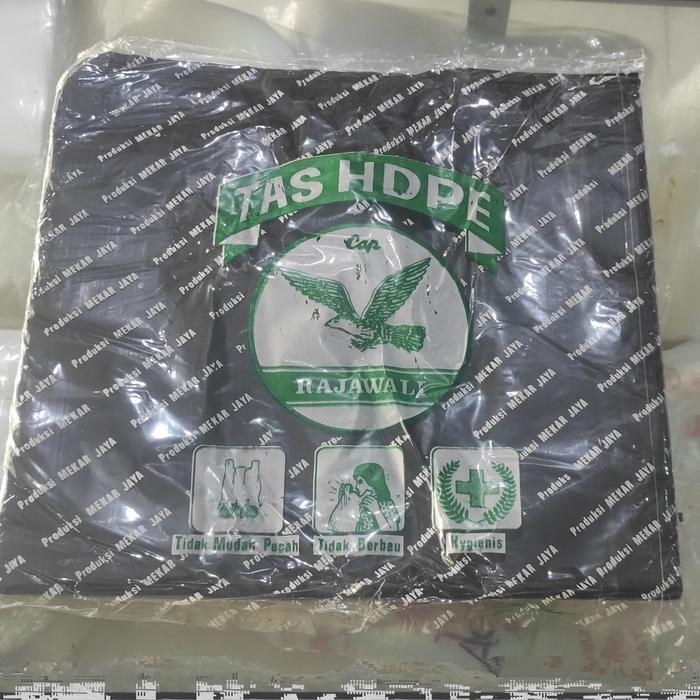 TAS HDPE
Cap
RAJAWALI
Tidak Mudah Pecah
Tidak Berbau
Hygienis
Produksi MEKAR JAYA